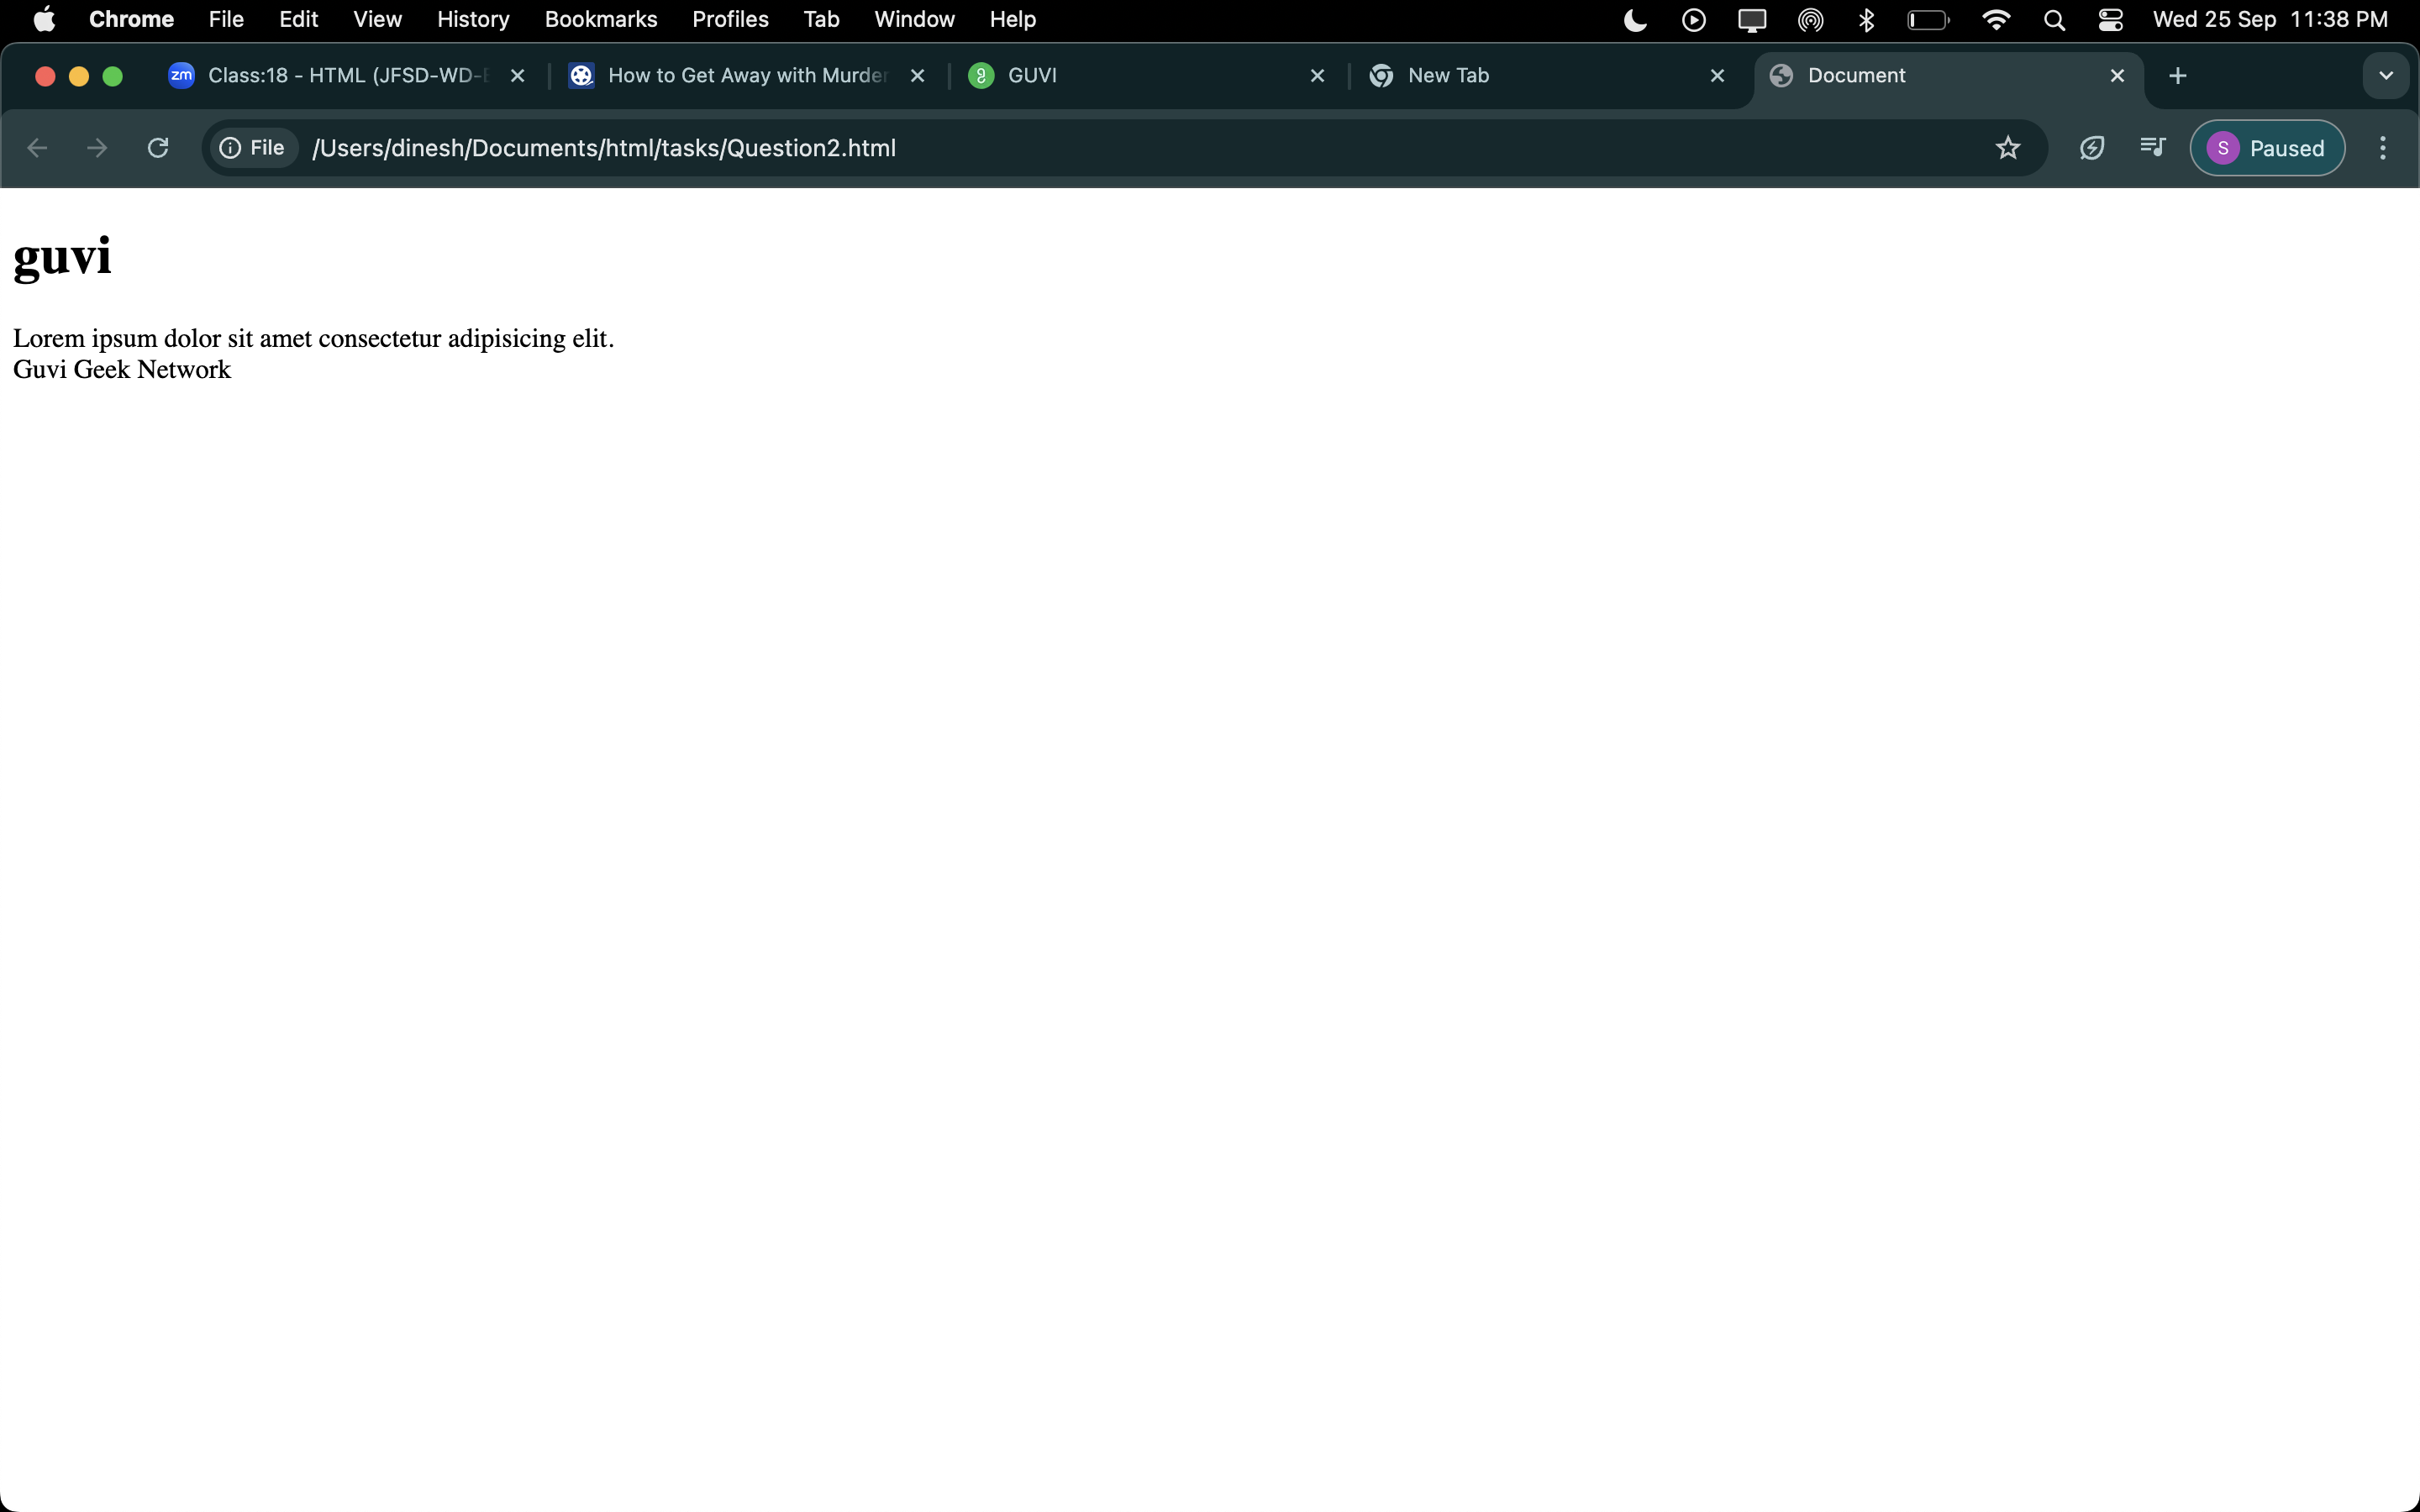 Chrome File Edit View History Bookmarks Profiles Tab Window Help Wed 25 Sep 11:38 PM
zm Class:18 - HTML (JFSD-WD- How to Get Away with Murder GUVI New Tab Document
File /Users/dinesh/Documents/html/tasks/Question2.html S Paused
guvi
Lorem ipsum dolor sit amet consectetur adipisicing elit.
Guvi Geek Network